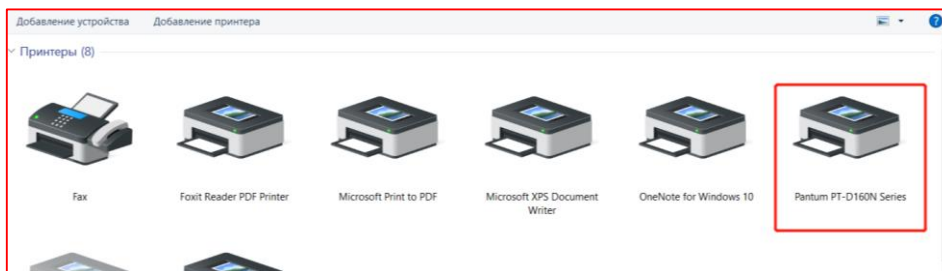 Добавление устройства Добавление принтера
Принтеры (8)
Fax Foxit Reader PDF Printer Microsoft Print to PDF Microsoft XPS Document OneNote for Windows 10 Pantum PT-D160N Series
Writer